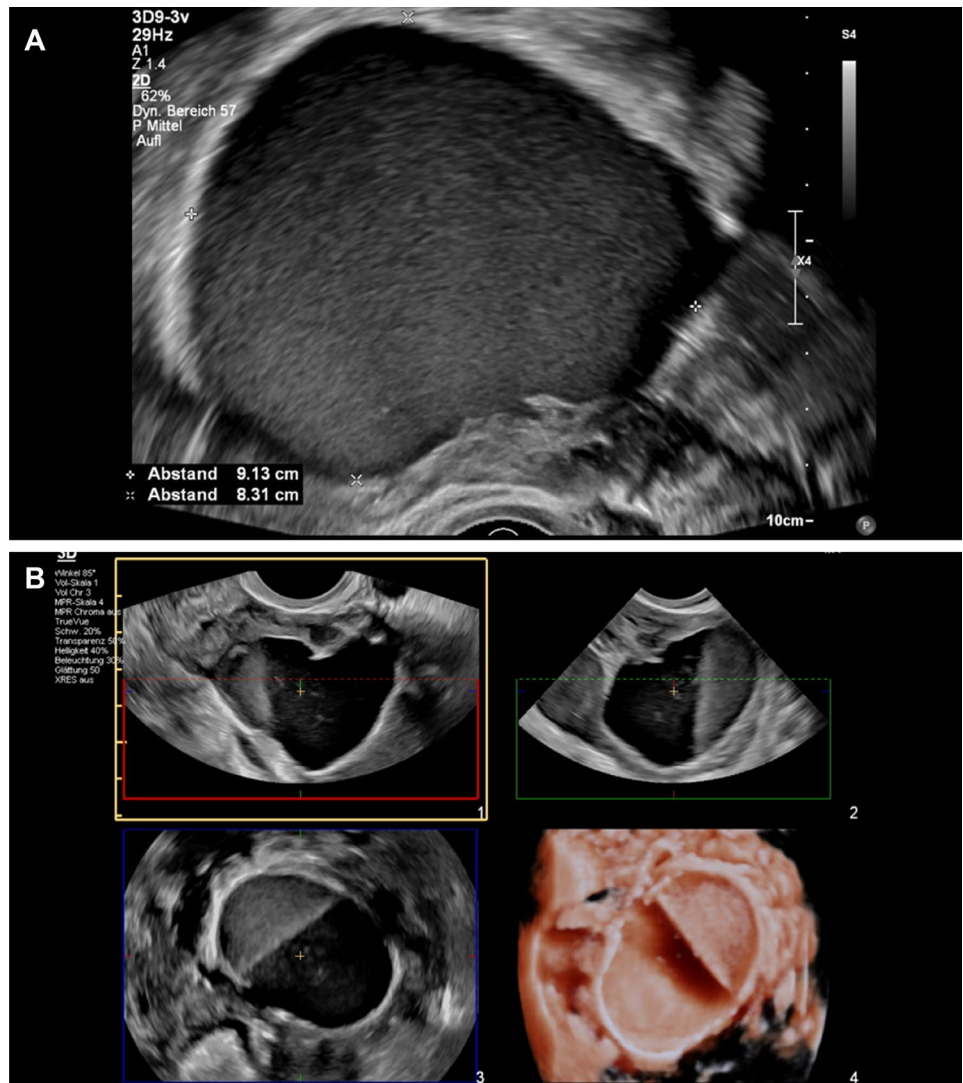 A
3D9-3v
29Hz
A1
Z 1.4
2D
62%
Dyn. Bereich 57
P Mittel
Aufl
S4
X4
Abstand 9.13 cm
Abstand 8.31 cm
10cm
P
B
3D
Winkel 85°
Vol-Skala 1
Vol Chr 3
MPR-Skala 4
MPR Chroma aus
TrueVue
Schw. 20%
Transparenz 50%
Helligkeit 40%
Beleuchtung 30%
Glättung 50
XRES aus
1
2
3
4